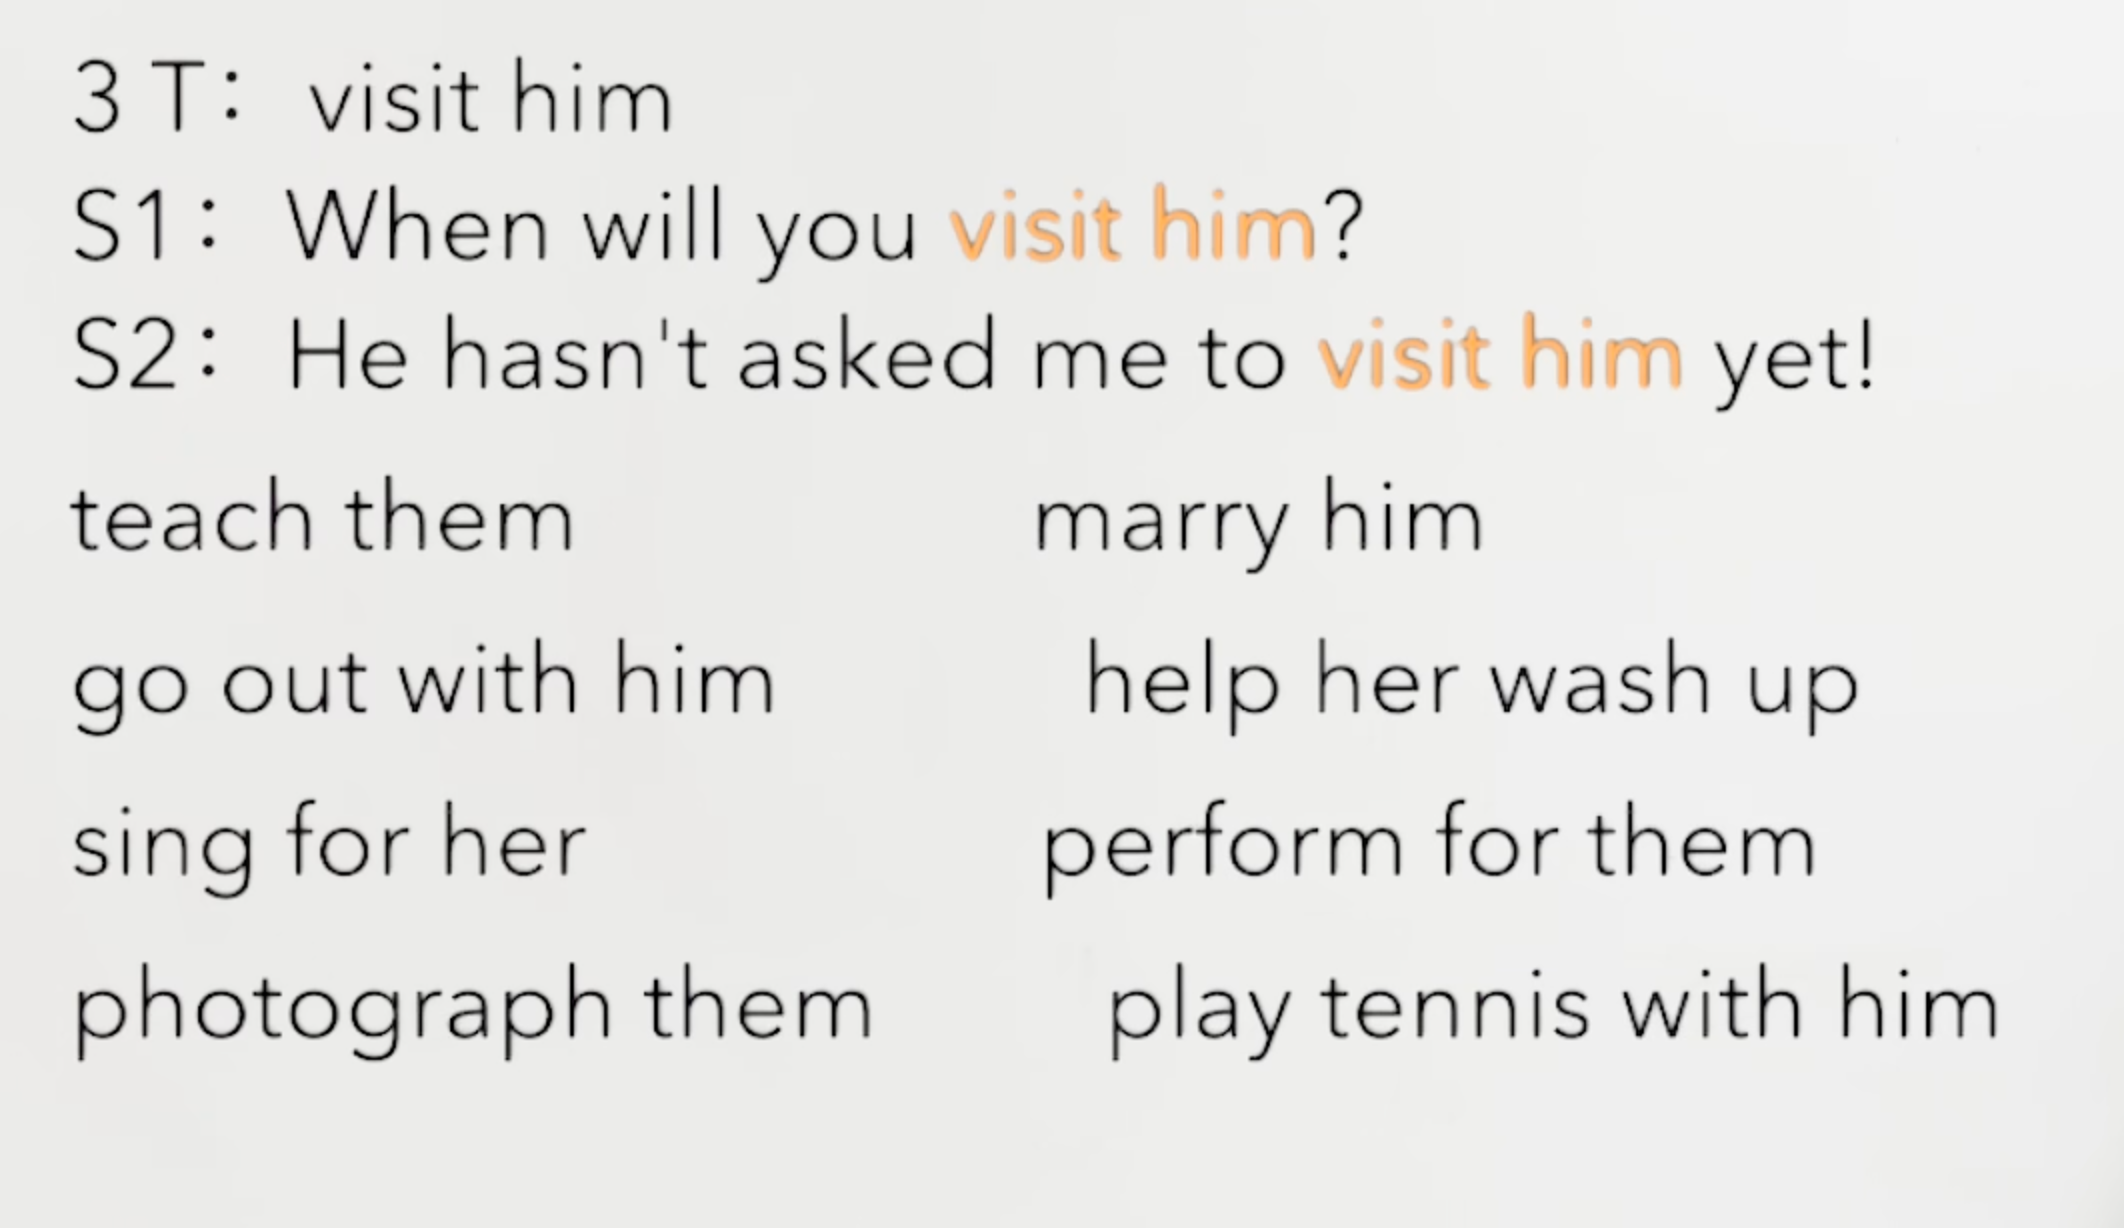 3 T： visit him
S1： When will you visit him?
S2： He hasn't asked me to visit him yet!
teach them marry him
go out with him help her wash up
sing for her perform for them
photograph them play tennis with him